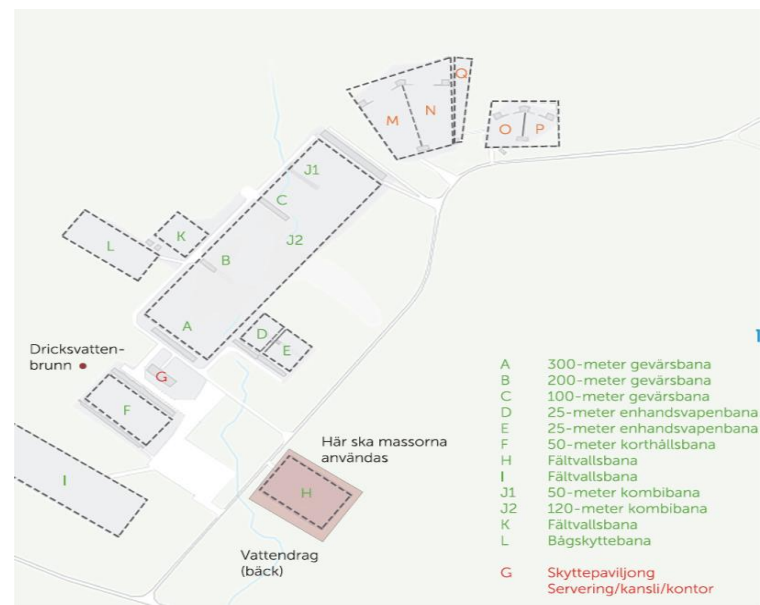 Q
M
N
O
P
J1
C
J2
K
L
B
A
D
E
Dricksvatten-
brunn
G
F
Här ska massorna
användas
H
I
Vattendrag
(bäck)
A 300-meter gevärsbana
B 200-meter gevärsbana
C 100-meter gevärsbana
D 25-meter enhandsvapenbana
E 25-meter enhandsvapenbana
F 50-meter korthållsbana
H Fältvallsbana
I Fältvallsbana
J1 50-meter kombibana
J2 120-meter kombibana
K Fältvallsbana
L Bågskyttebana
G Skyttepaviljong
Servering/kansli/kontor